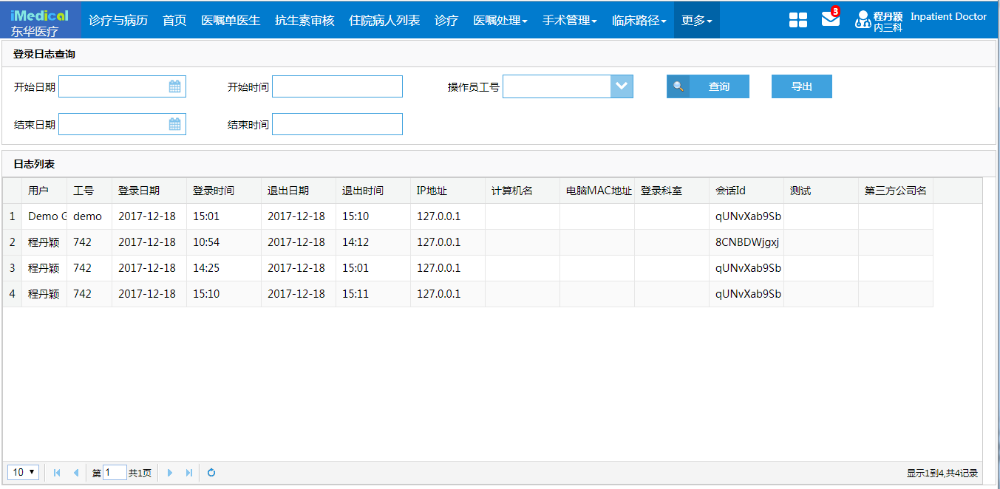 iMedical
东华医疗
诊疗与病历 首页 医嘱单医生 抗生素审核 住院病人列表 诊疗 医嘱处理 手术管理 临床路径 更多
3
程丹颖
内三科
Inpatient Doctor
登录日志查询
开始日期 开始时间 操作员工号 查询 导出
结束日期 结束时间
日志列表
用户 工号 登录日期 登录时间 退出日期 退出时间 IP地址 计算机名 电脑MAC地址 登录科室 会话Id 测试 第三方公司名
1 Demo G demo 2017-12-18 15:01 2017-12-18 15:10 127.0.0.1 qUNvXab9Sb
2 程丹颖 742 2017-12-18 10:54 2017-12-18 14:12 127.0.0.1 8CNBDWjgxj
3 程丹颖 742 2017-12-18 14:25 2017-12-18 15:01 127.0.0.1 qUNvXab9Sb
4 程丹颖 742 2017-12-18 15:10 2017-12-18 15:11 127.0.0.1 qUNvXab9Sb
10 第 1 共1页 显示1到4,共4记录